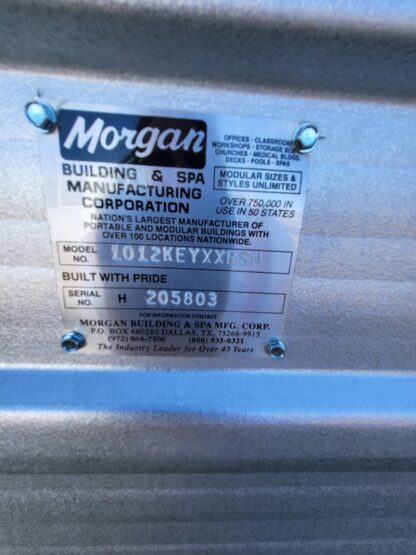 Morgan
OFFICES · CLASSROOMS
WORKSHOPS · STORAGE BLDGS.
CHURCHES · MEDICAL BLDGS.
DECKS · POOLS · SPAS
BUILDING & SPA
MANUFACTURING
CORPORATION
MODULAR SIZES &
STYLES UNLIMITED
OVER 750,000 IN
USE IN 50 STATES
NATION'S LARGEST MANUFACTURER OF
PORTABLE AND MODULAR BUILDINGS WITH
OVER 100 LOCATIONS NATIONWIDE.
MODEL
NO.
BUILT WITH PRIDE
SERIAL
NO.
H 205803
FOR INFORMATION CONTACT
MORGAN BUILDING & SPA MFG. CORP.
P.O. BOX 660280 DALLAS, TX, 75266-9915
(972) 864-7300 (800) 935-0321
The Industry Leader for Over 45 Years